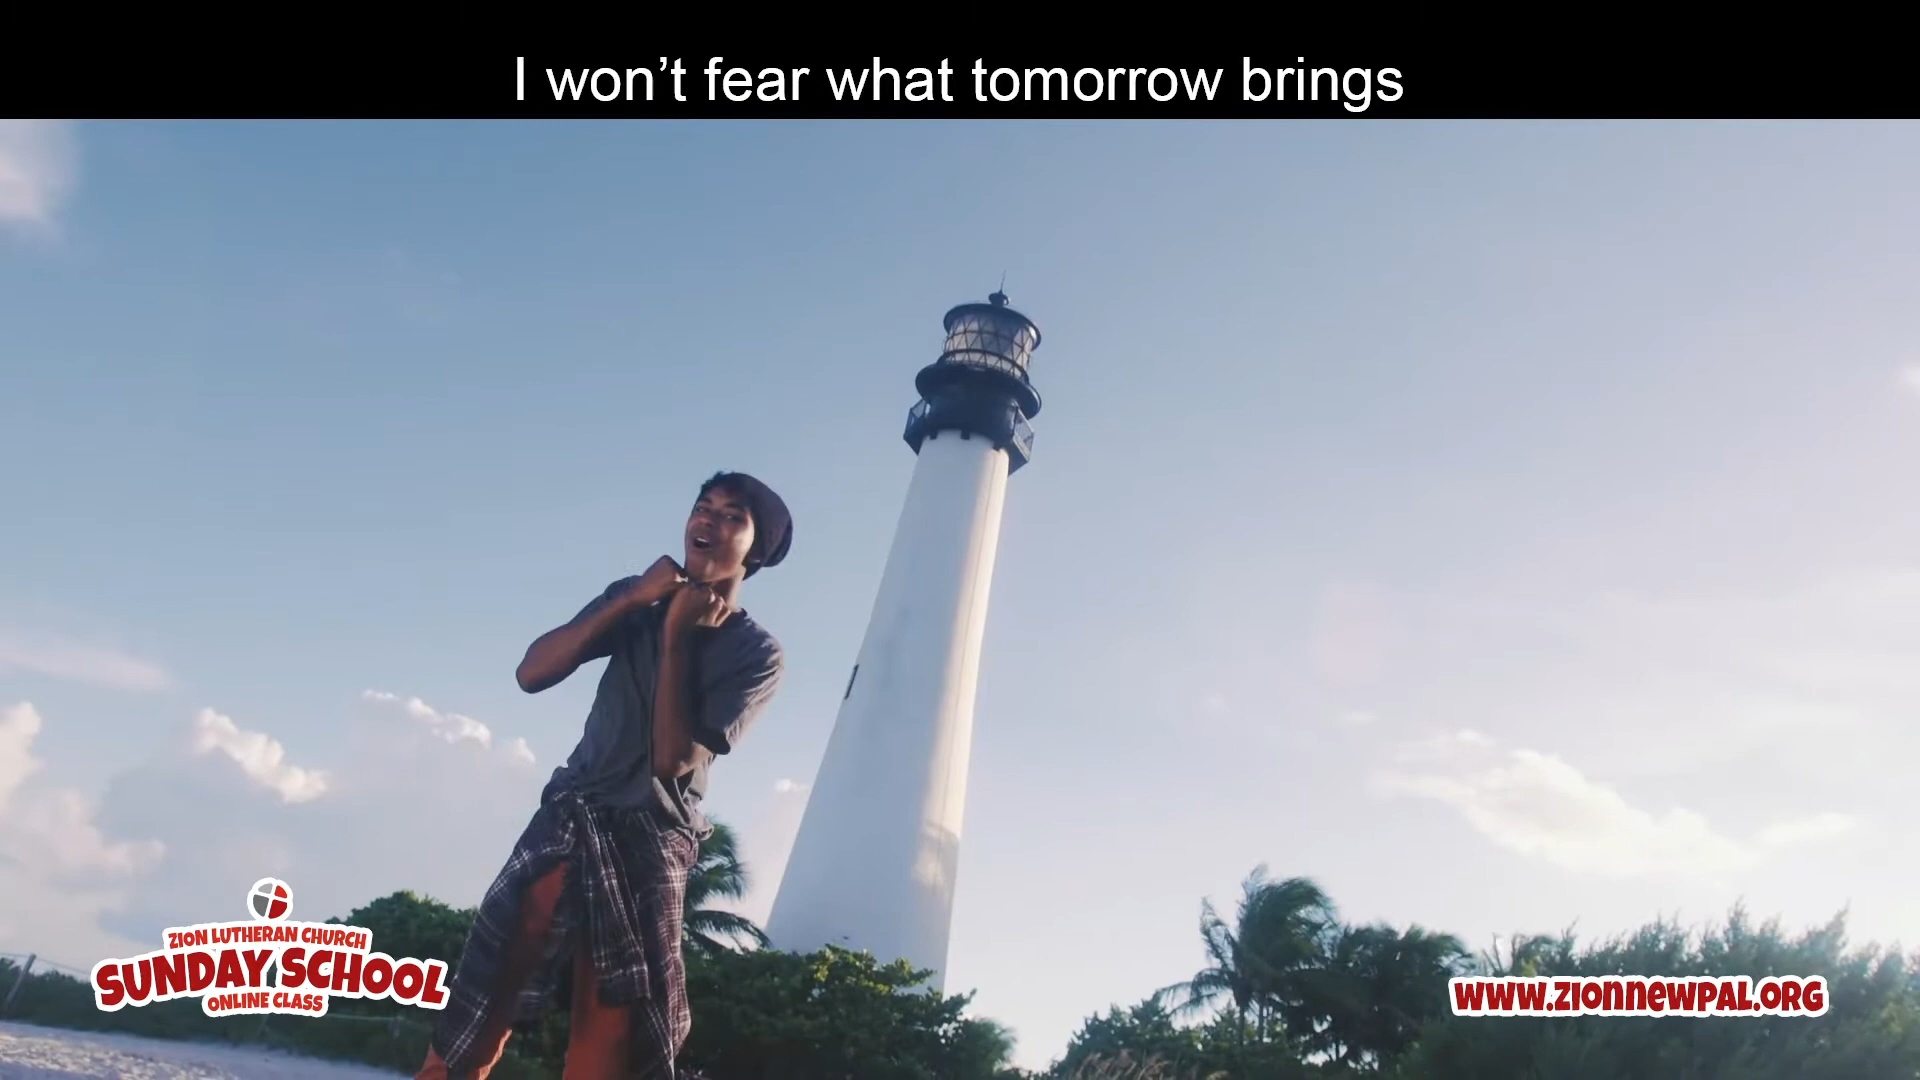 I won’t fear what tomorrow brings
ZION LUTHERAN CHURCH
SUNDAY SCHOOL
ONLINE CLASS
www.zionnewpal.org